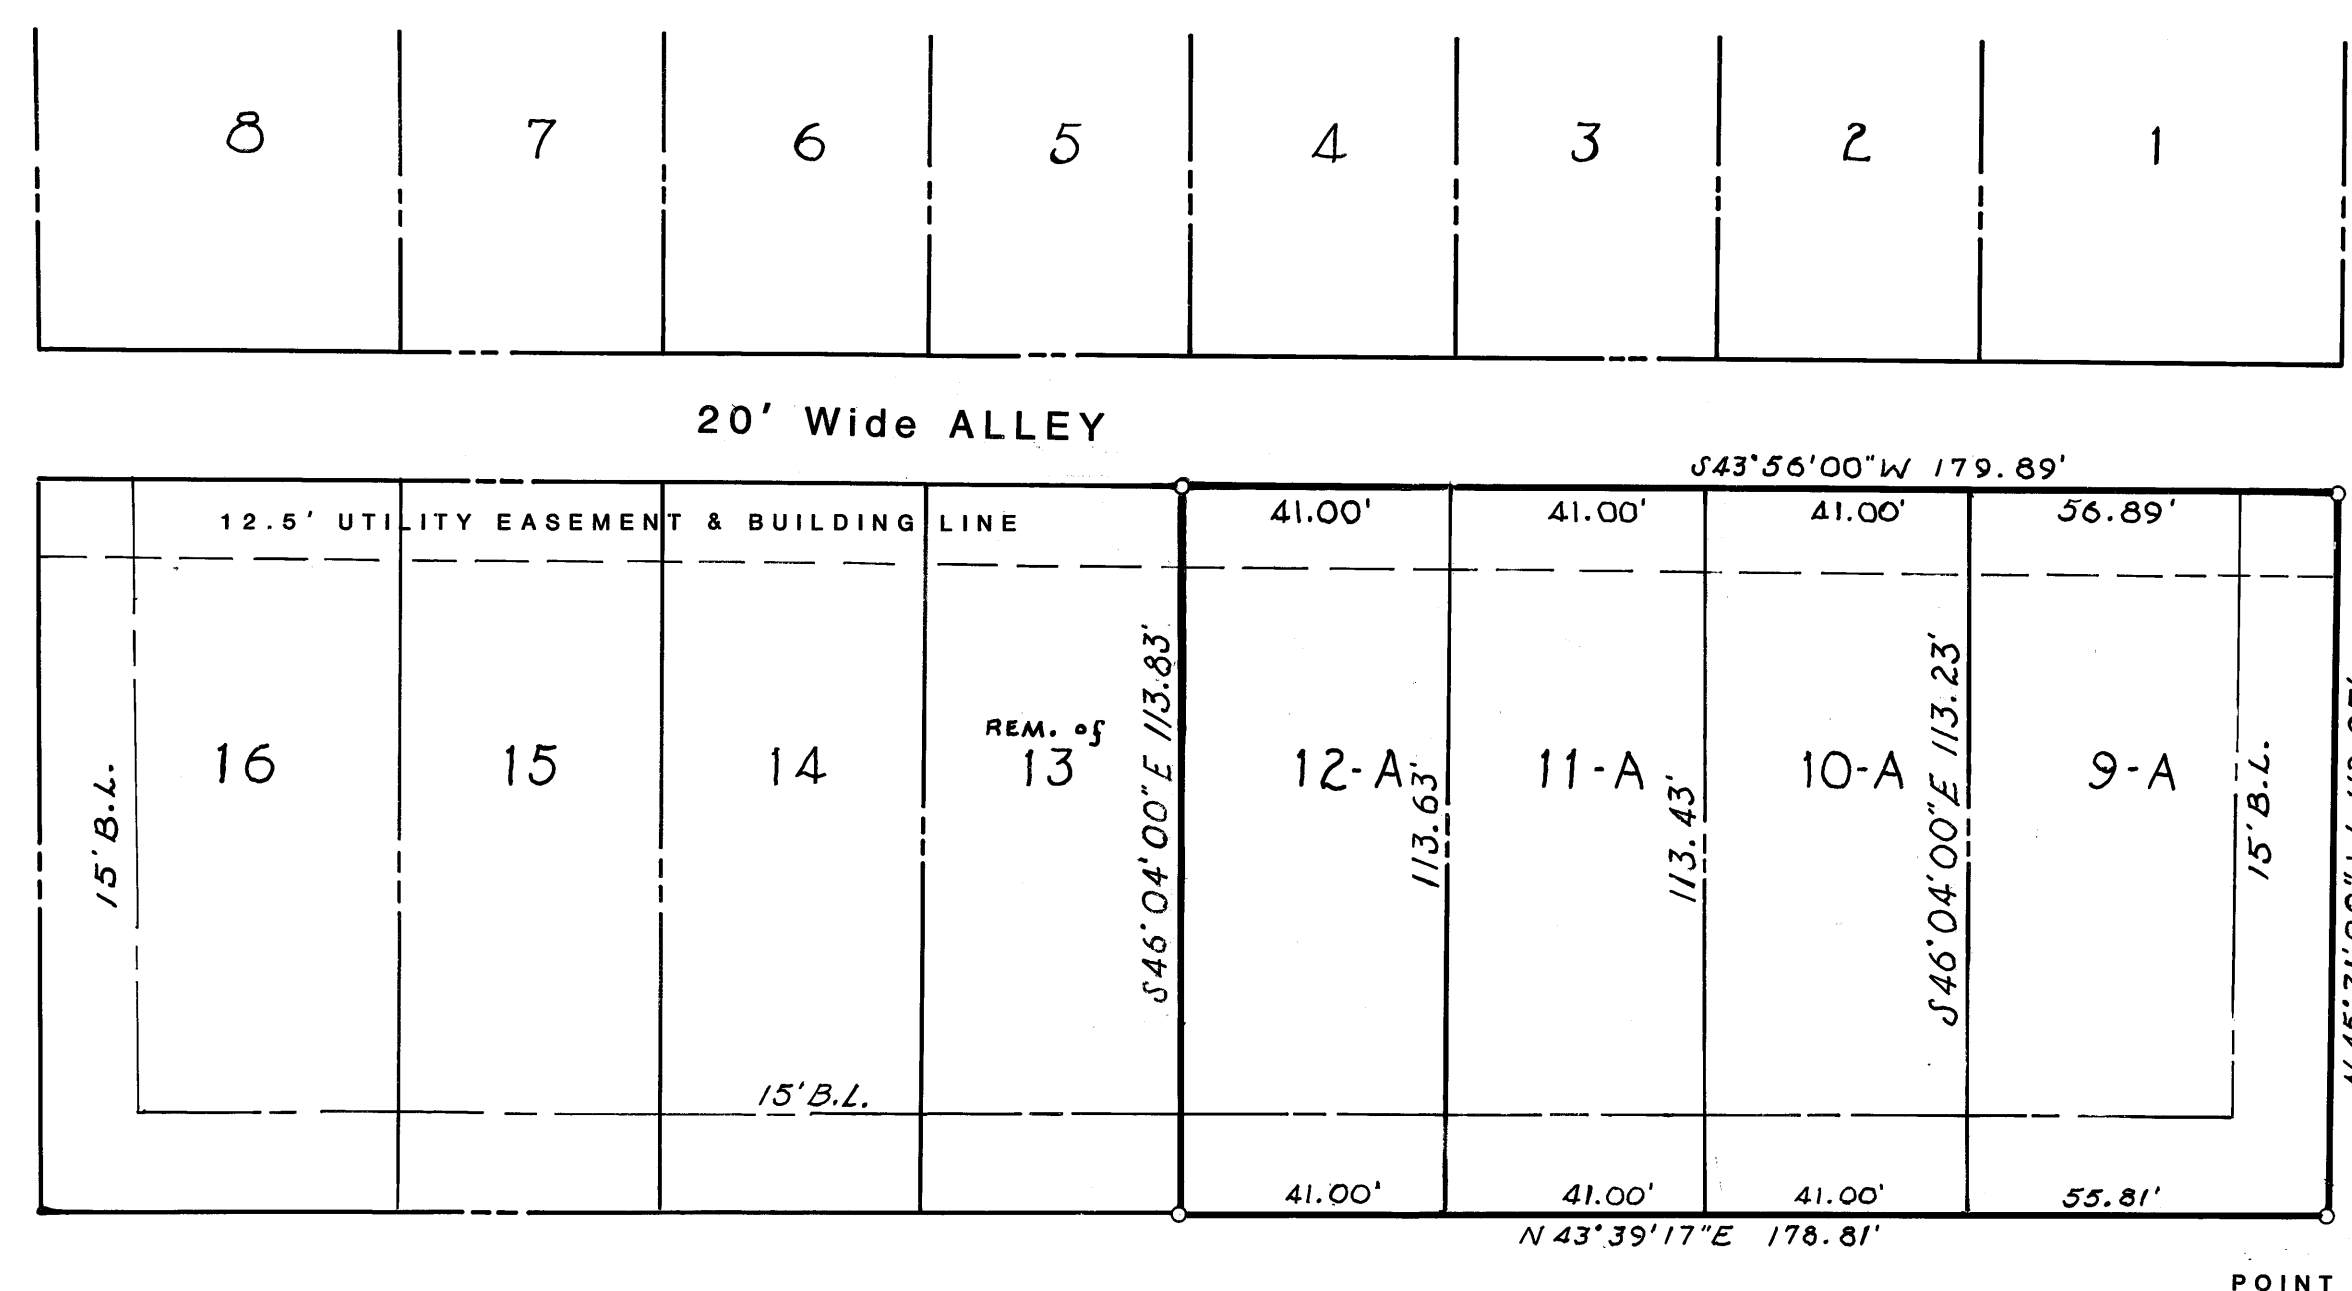 8 7 6 5 4 3 2 1
20' Wide ALLEY
S43°56'00"W 179.89'
12.5' UTILITY EASEMENT & BUILDING LINE
41.00' 41.00' 41.00' 56.89'
REM. of
16 15 14 13 12-A 11-A 10-A 9-A
15' B.L.
S46°04'00"E 113.83'
113.63'
113.43'
S46°04'00"E 113.23'
15' B.L.
15' B.L.
41.00' 41.00' 41.00' 55.81'
N 43°39'17"E 178.81'
POINT